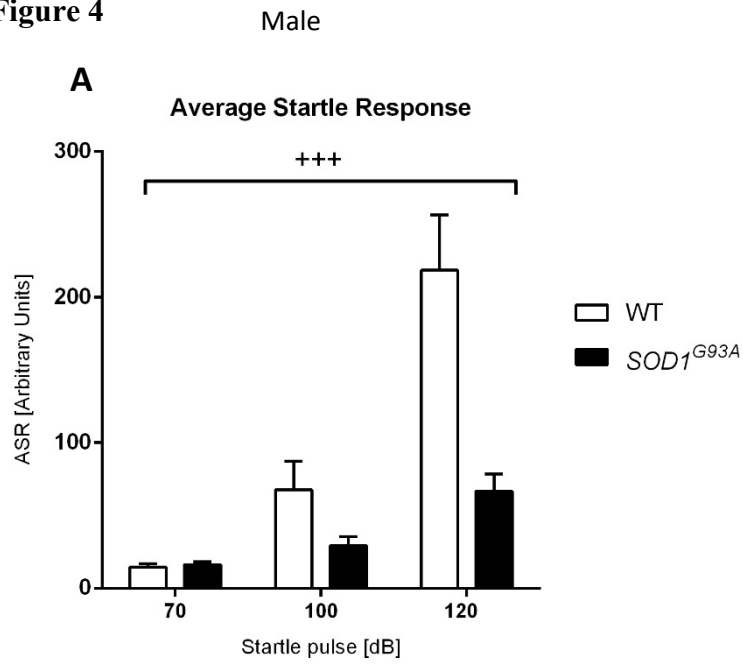 Figure 4
Male
A
Average Startle Response
+++
300
200
100
0
ASR [Arbitrary Units]
70 100 120
Startle pulse [dB]
WT
SOD1G93A